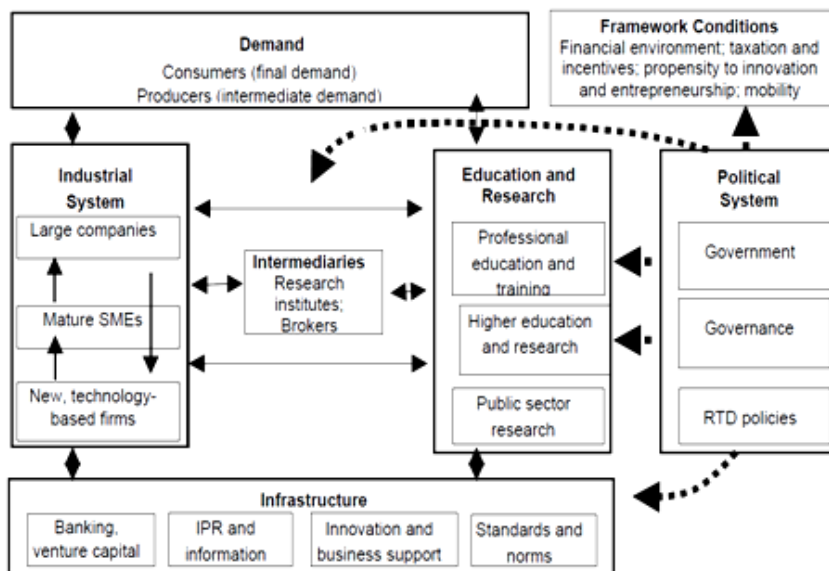 Demand
Consumers (final demand)
Producers (intermediate demand)
Framework Conditions
Financial environment; taxation and
incentives; propensity to innovation
and entrepreneurship; mobility
Industrial
System
Large companies
Mature SMEs
New, technology-
based firms
Intermediaries
Research
institutes;
Brokers
Education and
Research
Professional
education and
training
Higher education
and research
Public sector
research
Political
System
Government
Governance
RTD policies
Infrastructure
Banking,
venture capital
IPR and
information
Innovation and
business support
Standards and
norms